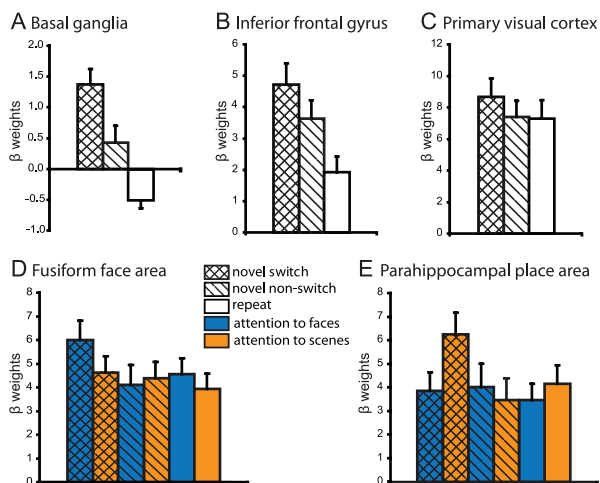 A Basal ganglia
β weights
2.0
1.5
1.0
0.5
0.0
-0.5
-1.0
B Inferior frontal gyrus
β weights
6
5
4
3
2
1
0
C Primary visual cortex
β weights
12
10
8
6
4
2
0
D Fusiform face area
β weights
8
7
6
5
4
3
2
1
0
novel switch
novel non-switch
repeat
attention to faces
attention to scenes
E Parahippocampal place area
β weights
8
7
6
5
4
3
2
1
0